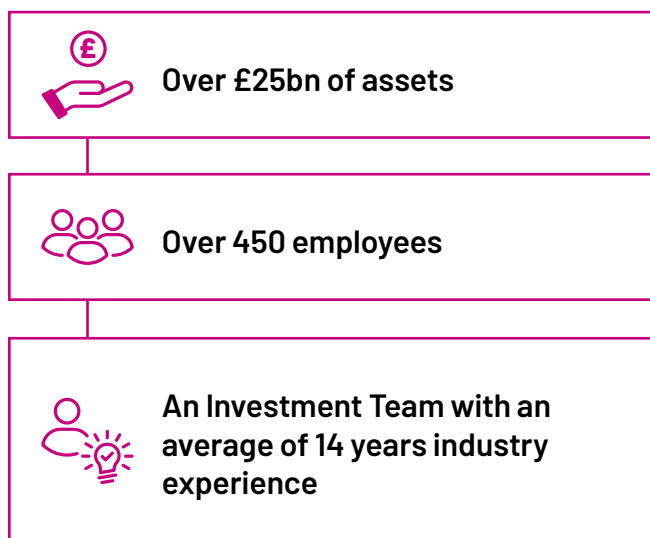 £
Over £25bn of assets
Over 450 employees
An Investment Team with an
average of 14 years industry
experience